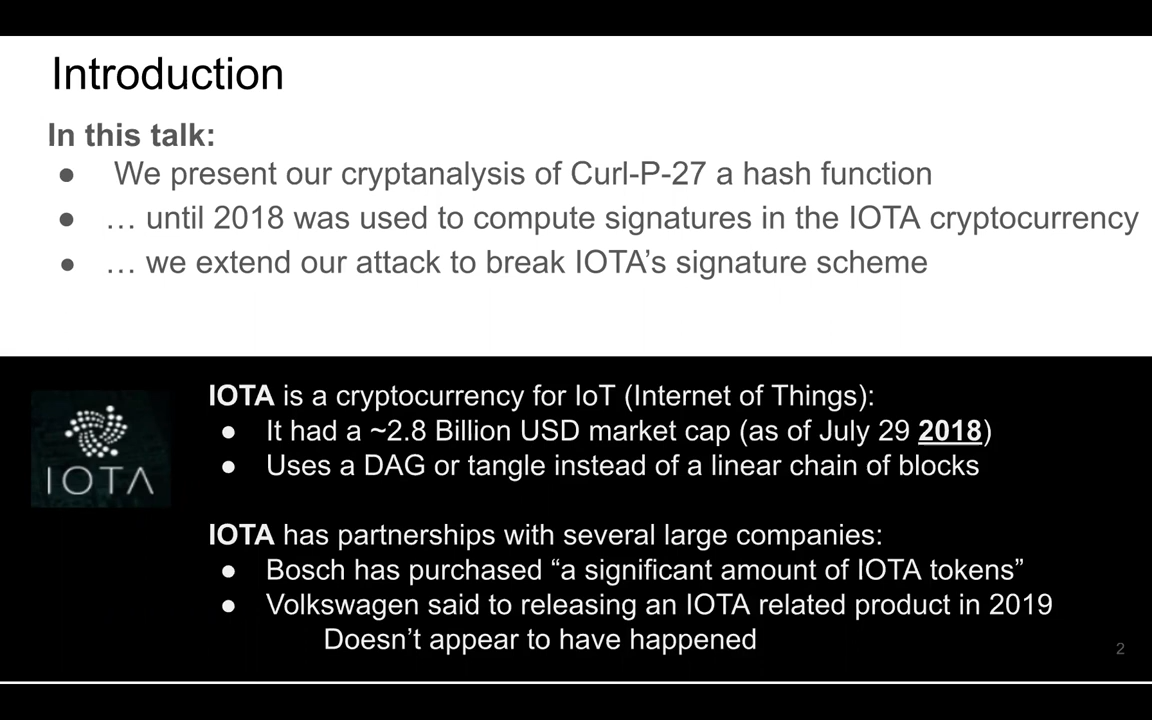 Introduction
In this talk:
● We present our cryptanalysis of Curl-P-27 a hash function
● … until 2018 was used to compute signatures in the IOTA cryptocurrency
● … we extend our attack to break IOTA’s signature scheme
IOTA
IOTA is a cryptocurrency for IoT (Internet of Things):
● It had a ~2.8 Billion USD market cap (as of July 29 2018)
● Uses a DAG or tangle instead of a linear chain of blocks
IOTA has partnerships with several large companies:
● Bosch has purchased “a significant amount of IOTA tokens”
● Volkswagen said to releasing an IOTA related product in 2019
Doesn’t appear to have happened
2